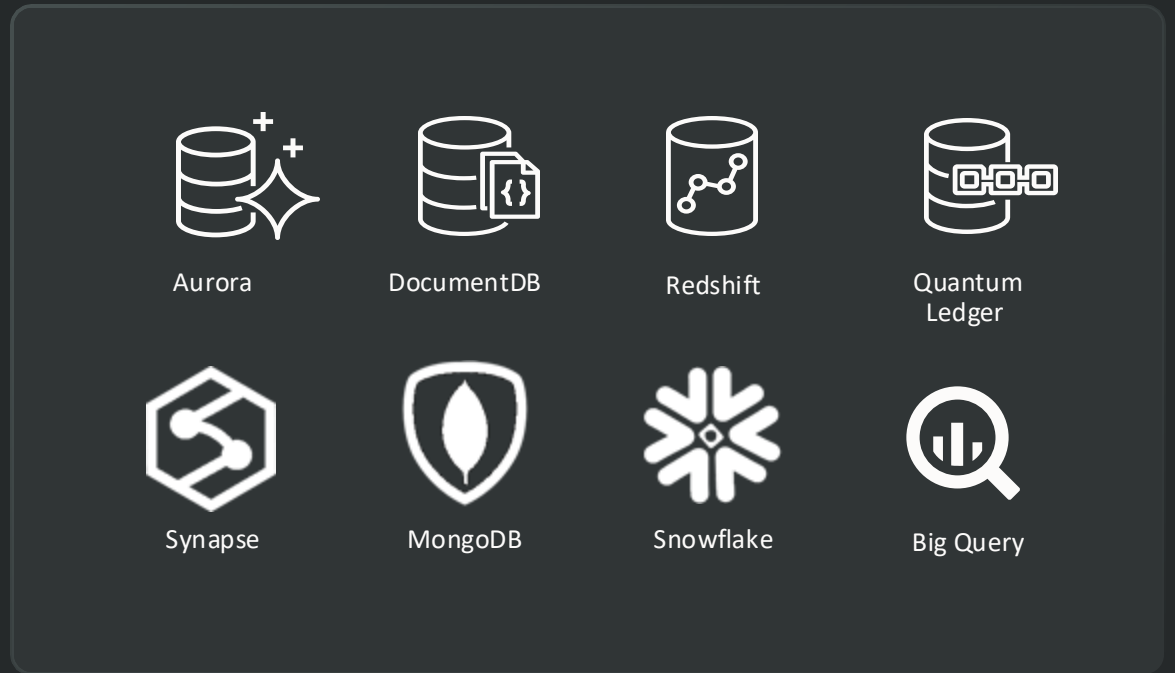 Aurora
DocumentDB
Redshift
Quantum
Ledger
Synapse
MongoDB
Snowflake
Big Query